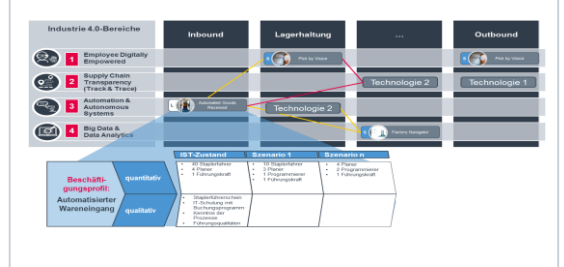 Industrie 4.0-Bereiche
Inbound
Lagerhaltung
...
Outbound
1
Employee Digitally
Empowered
Pick by Voice
Pick by Voice
2
Supply Chain
Transparency
(Track & Trace)
Technologie 2
Technologie 1
3
Automation &
Autonomous
Systems
Automated Goods
Received
Technologie 2
4
Big Data &
Data Analytics
Factory Navigator
IST-Zustand
Szenario 1
Szenario n
Beschäfti-
gungsprofil:
Automatisierter
Wareneingang
quantitativ
• 40 Staplerfahrer
• 4 Planer
• 1 Führungskraft
• 10 Staplerfahrer
• 3 Planer
• 1 Programmierer
• 1 Führungskraft
• 4 Planer
• 2 Programmierer
• 1 Führungskraft
qualitativ
• Staplerführerschein
• IT-Schulung mit
Buchungsprogramm
• Kenntnis der
Prozesse
• Führungsqualitäten